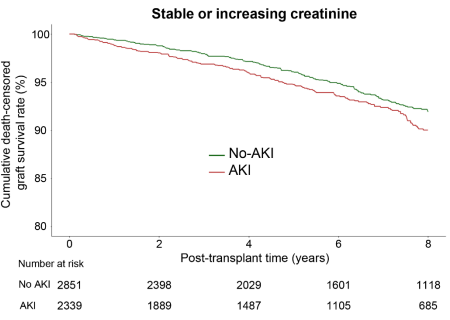 Stable or increasing creatinine
Cumulative death-censored
graft survival rate (%)
100
95
90
85
80
No-AKI
AKI
0 2 4 6 8
Post-transplant time (years)
Number at risk
No AKI 2851 2398 2029 1601 1118
AKI 2339 1889 1487 1105 685